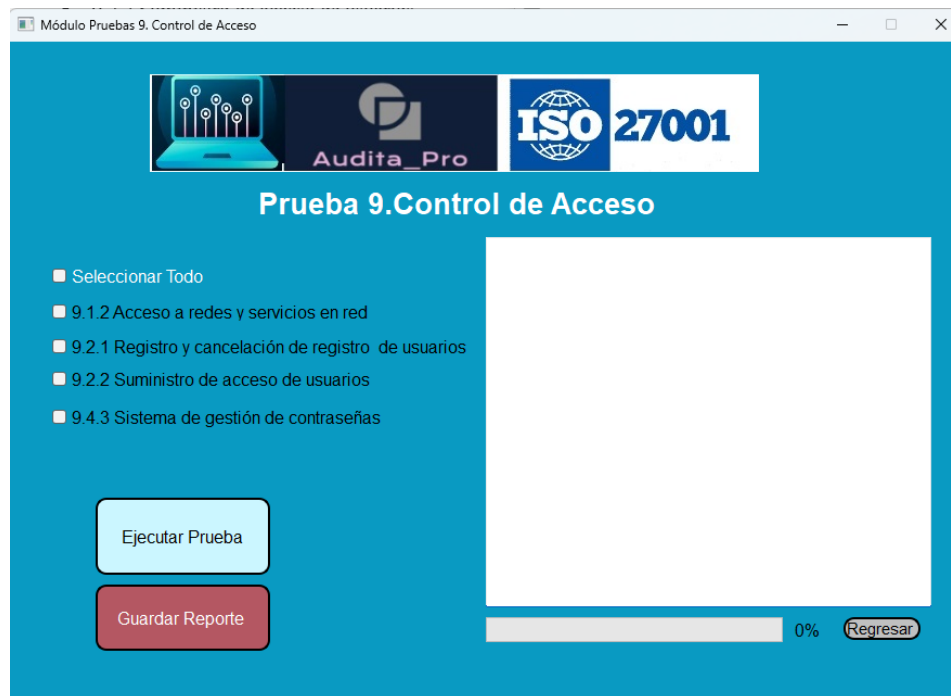 Módulo Pruebas 9. Control de Acceso
Audita_Pro
ISO 27001
Prueba 9.Control de Acceso
Seleccionar Todo
9.1.2 Acceso a redes y servicios en red
9.2.1 Registro y cancelación de registro de usuarios
9.2.2 Suministro de acceso de usuarios
9.4.3 Sistema de gestión de contraseñas
Ejecutar Prueba
Guardar Reporte
0%
Regresar